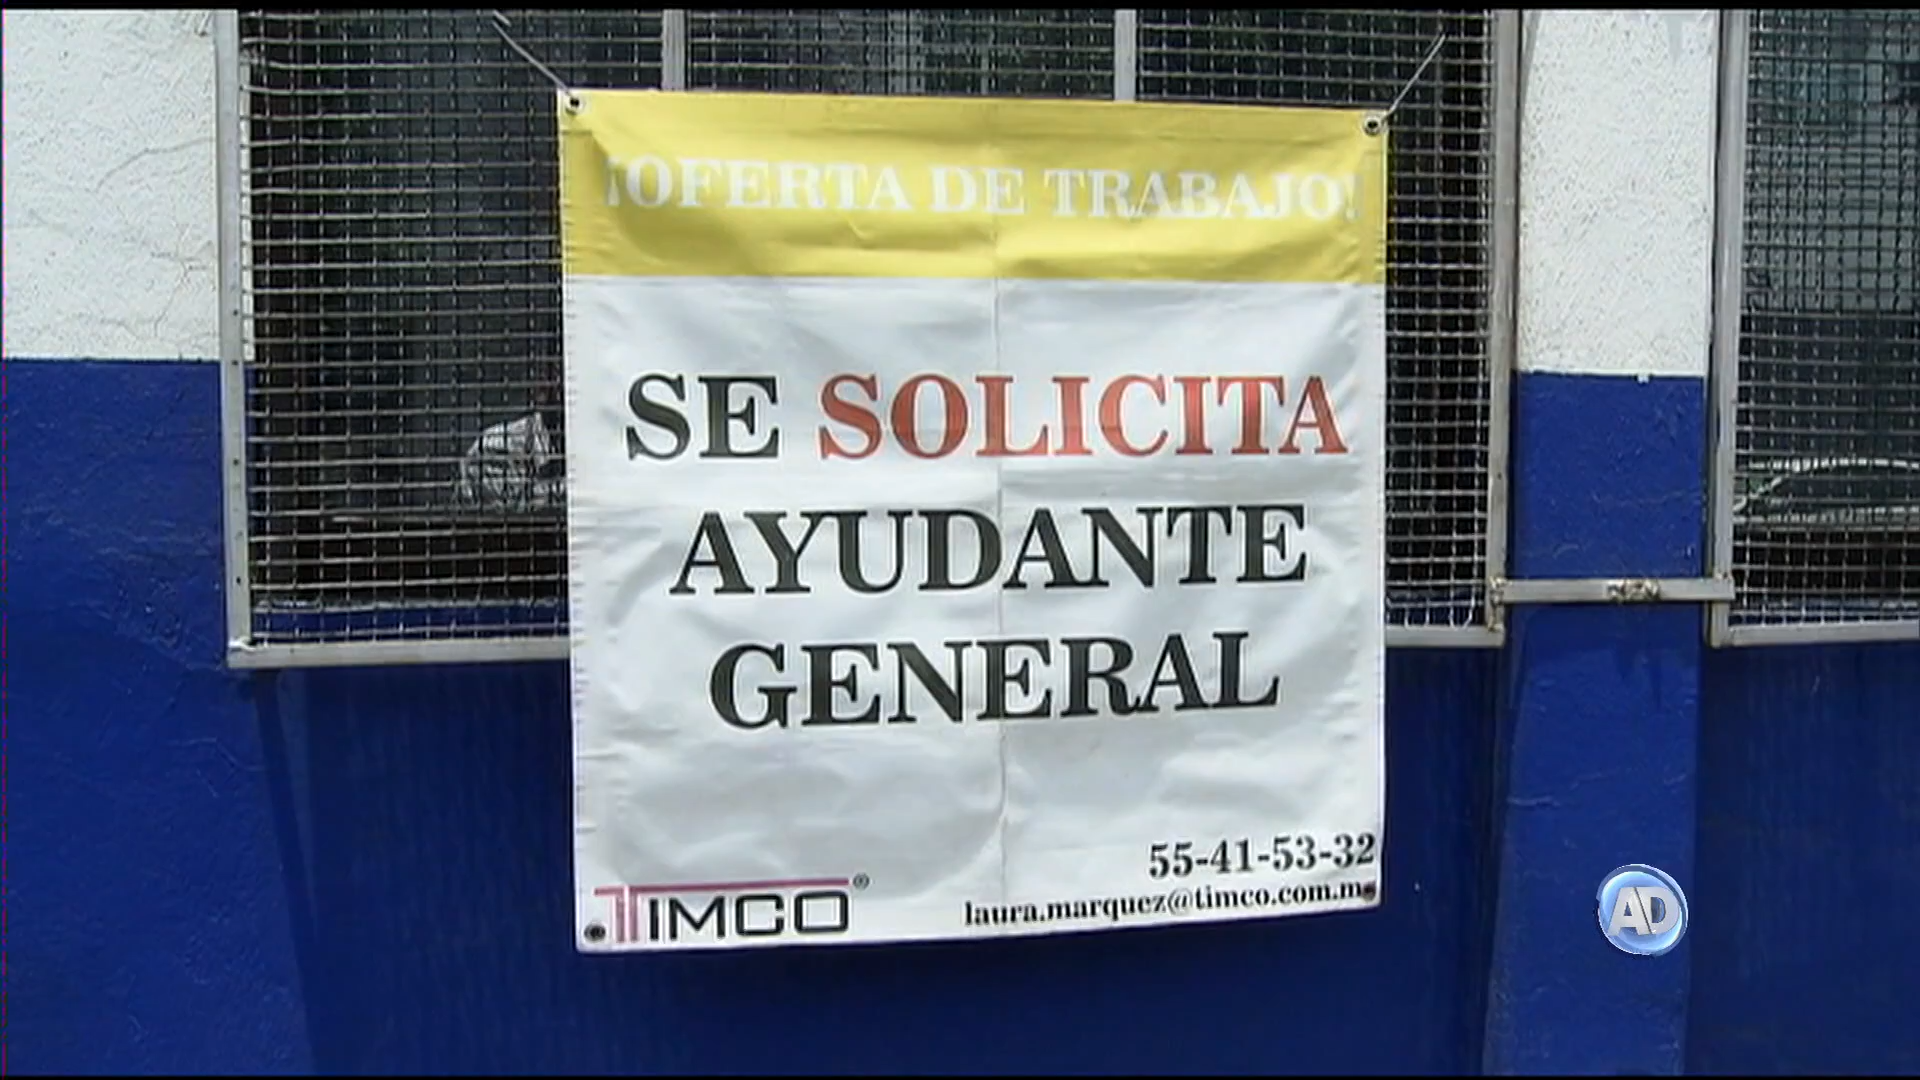 ¡OFERTA DE TRABAJO!
SE SOLICITA
AYUDANTE
GENERAL
55-41-53-32
laura.marquez@timco.com.mx
TIMCO®
AD